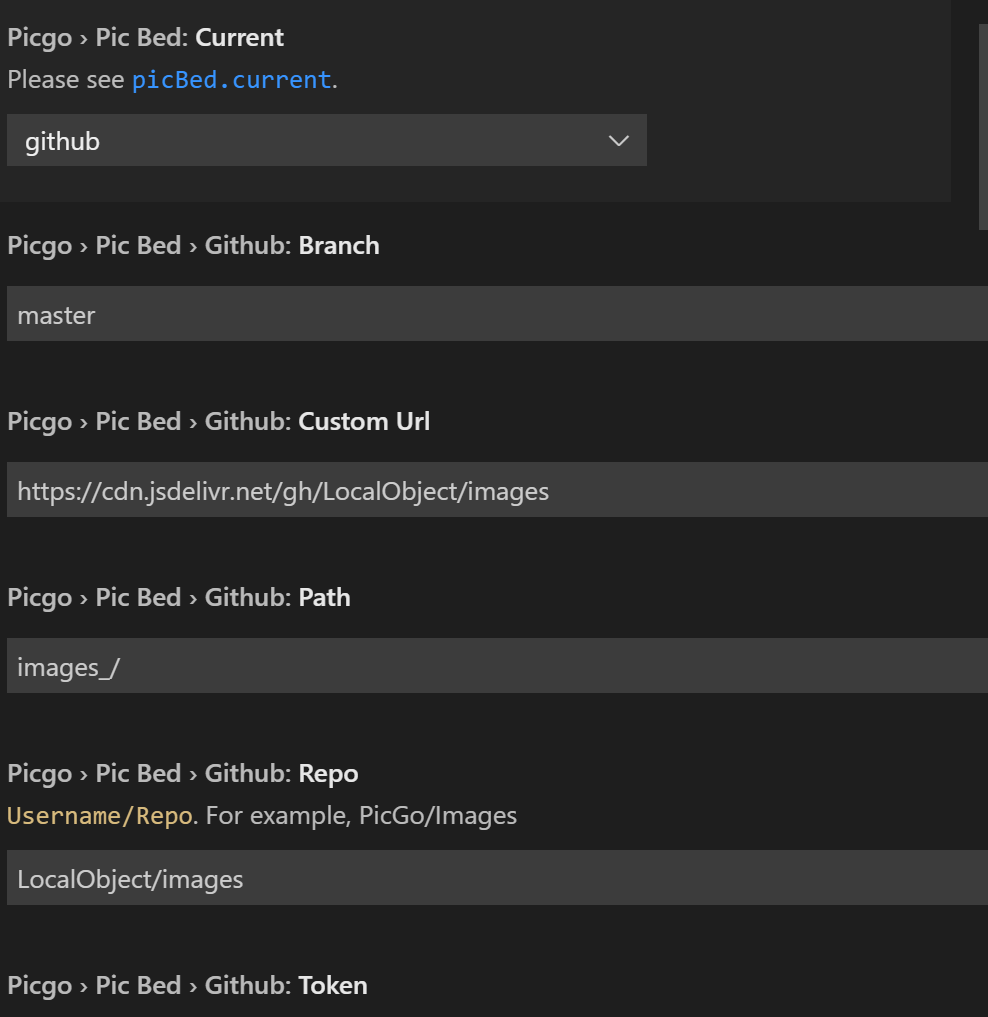 Picgo › Pic Bed: Current
Please see picBed.current.
github
Picgo › Pic Bed › Github: Branch
master
Picgo › Pic Bed › Github: Custom Url
https://cdn.jsdelivr.net/gh/LocalObject/images
Picgo › Pic Bed › Github: Path
images_/
Picgo › Pic Bed › Github: Repo
Username/Repo. For example, PicGo/Images
LocalObject/images
Picgo › Pic Bed › Github: Token